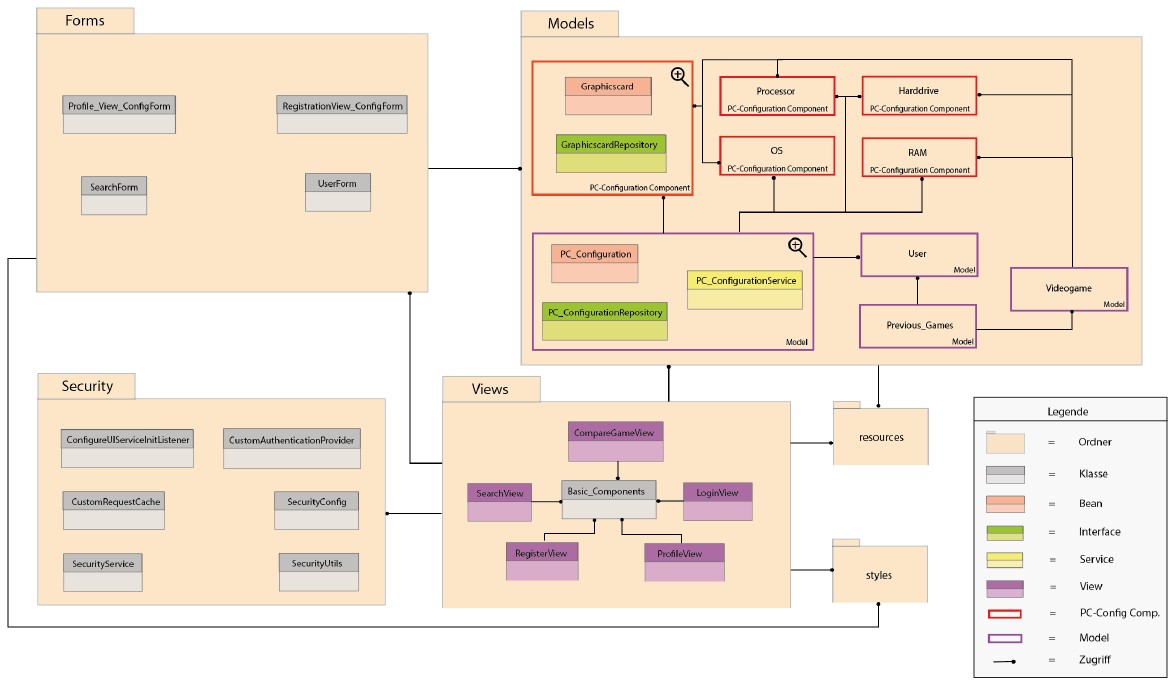 Forms
Profile_View_ConfigForm
RegistrationView_ConfigForm
SearchForm
UserForm
Models
Graphicscard
GraphicscardRepository
PC-Configuration Component
Processor
PC-Configuration Component
Harddrive
PC-Configuration Component
OS
PC-Configuration Component
RAM
PC-Configuration Component
PC_Configuration
PC_ConfigurationService
PC_ConfigurationRepository
Model
User
Model
Previous_Games
Model
Videogame
Model
Security
ConfigureUIServiceInitListener
CustomAuthenticationProvider
CustomRequestCache
SecurityConfig
SecurityService
SecurityUtils
Views
CompareGameView
SearchView
Basic_Components
LoginView
RegisterView
ProfileView
resources
styles
Legende
= Ordner
= Klasse
= Bean
= Interface
= Service
= View
= PC-Config Comp.
= Model
= Zugriff